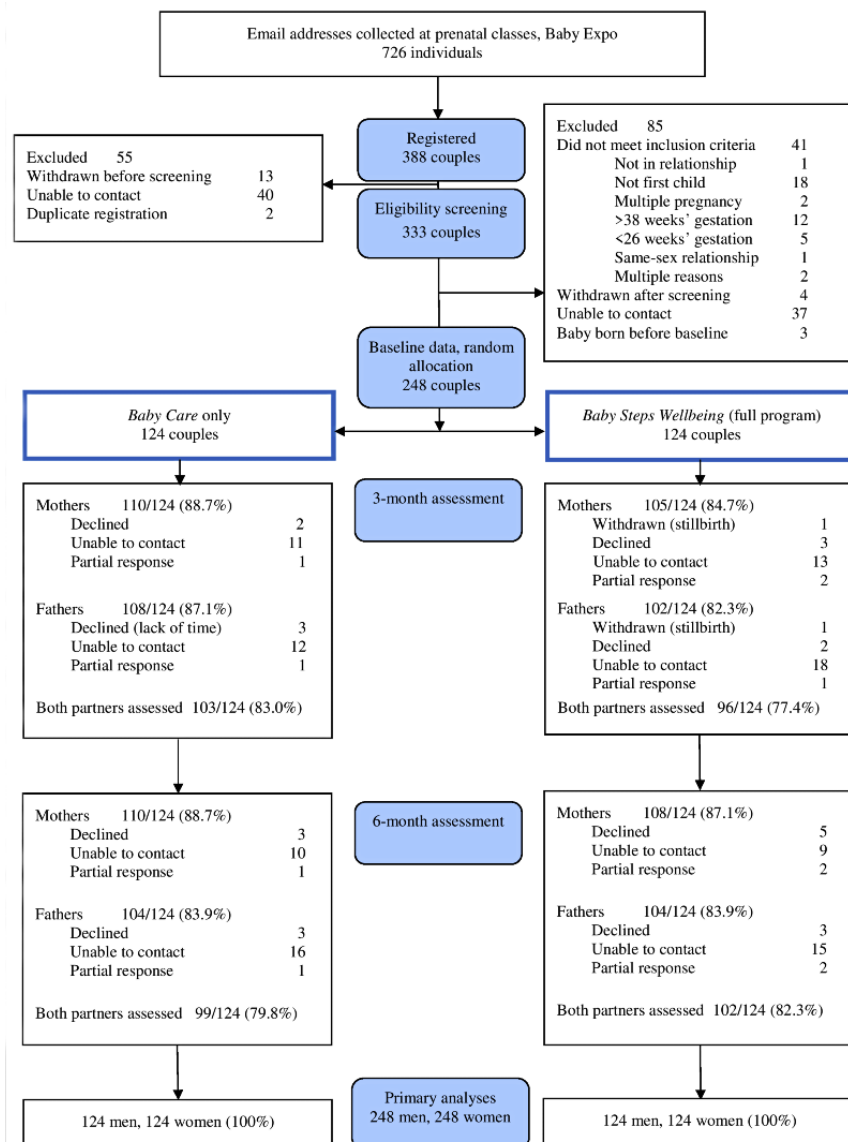 Email addresses collected at prenatal classes, Baby Expo
726 individuals
Registered
388 couples
Excluded 55
Withdrawn before screening 13
Unable to contact 40
Duplicate registration 2
Excluded 85
Did not meet inclusion criteria 41
Not in relationship 1
Not first child 18
Multiple pregnancy 2
>38 weeks’ gestation 12
<26 weeks’ gestation 5
Same-sex relationship 1
Multiple reasons 2
Withdrawn after screening 4
Unable to contact 37
Baby born before baseline 3
Eligibility screening
333 couples
Baseline data, random
allocation
248 couples
Baby Care only
124 couples
Baby Steps Wellbeing (full program)
124 couples
3-month assessment
Mothers 110/124 (88.7%)
Declined 2
Unable to contact 11
Partial response 1
Fathers 108/124 (87.1%)
Declined (lack of time) 3
Unable to contact 12
Partial response 1
Both partners assessed 103/124 (83.0%)
Mothers 105/124 (84.7%)
Withdrawn (stillbirth) 1
Declined 3
Unable to contact 13
Partial response 2
Fathers 102/124 (82.3%)
Withdrawn (stillbirth) 1
Declined 2
Unable to contact 18
Partial response 1
Both partners assessed 96/124 (77.4%)
6-month assessment
Mothers 110/124 (88.7%)
Declined 3
Unable to contact 10
Partial response 1
Fathers 104/124 (83.9%)
Declined 3
Unable to contact 16
Partial response 1
Both partners assessed 99/124 (79.8%)
Mothers 108/124 (87.1%)
Declined 5
Unable to contact 9
Partial response 2
Fathers 104/124 (83.9%)
Declined 3
Unable to contact 15
Partial response 2
Both partners assessed 102/124 (82.3%)
124 men, 124 women (100%)
Primary analyses
248 men, 248 women
124 men, 124 women (100%)